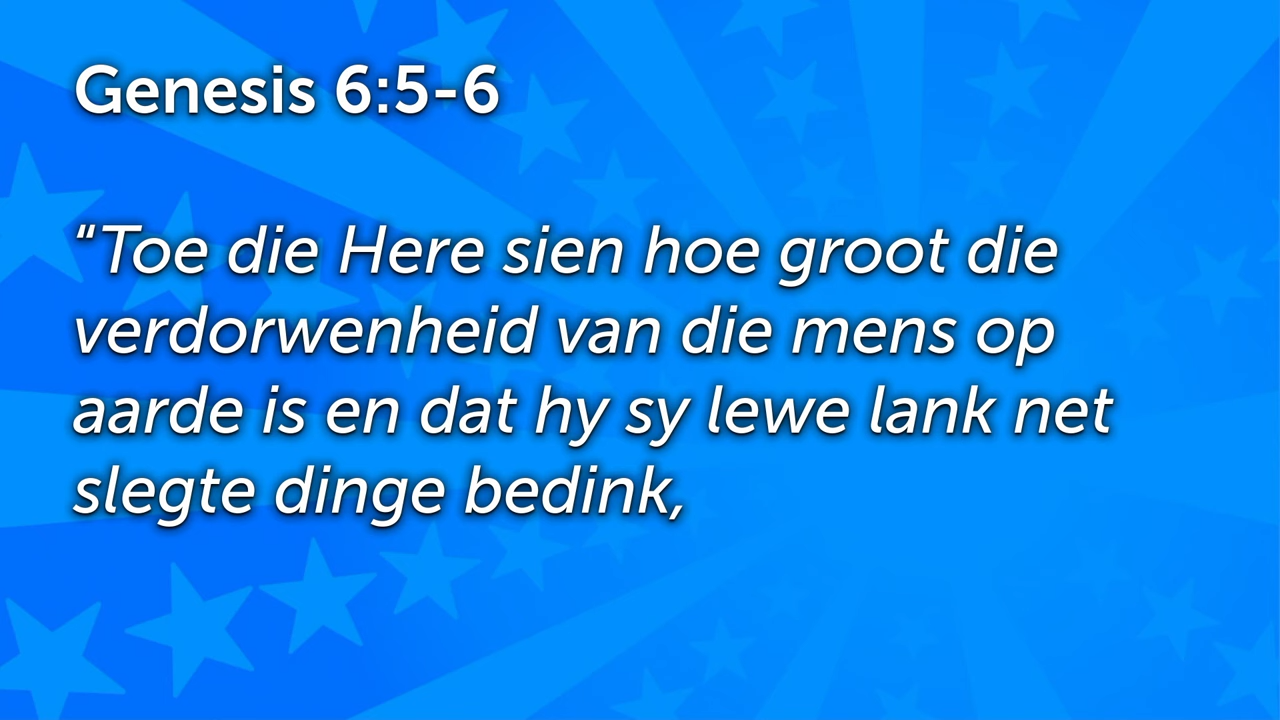 Genesis 6:5-6
“Toe die Here sien hoe groot die
verdorwenheid van die mens op
aarde is en dat hy sy lewe lank net
slegte dinge bedink,